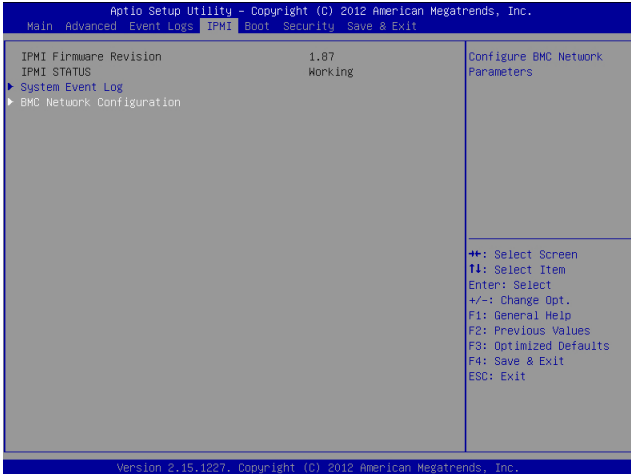 Aptio Setup Utility – Copyright (C) 2012 American Megatrends, Inc.
Main Advanced Event Logs IPMI Boot Security Save & Exit
IPMI Firmware Revision 1.87
IPMI STATUS Working
System Event Log
BMC Network Configuration
Configure BMC Network
Parameters
→←: Select Screen
↑↓: Select Item
Enter: Select
+/-: Change Opt.
F1: General Help
F2: Previous Values
F3: Optimized Defaults
F4: Save & Exit
ESC: Exit
Version 2.15.1227. Copyright (C) 2012 American Megatrends, Inc.